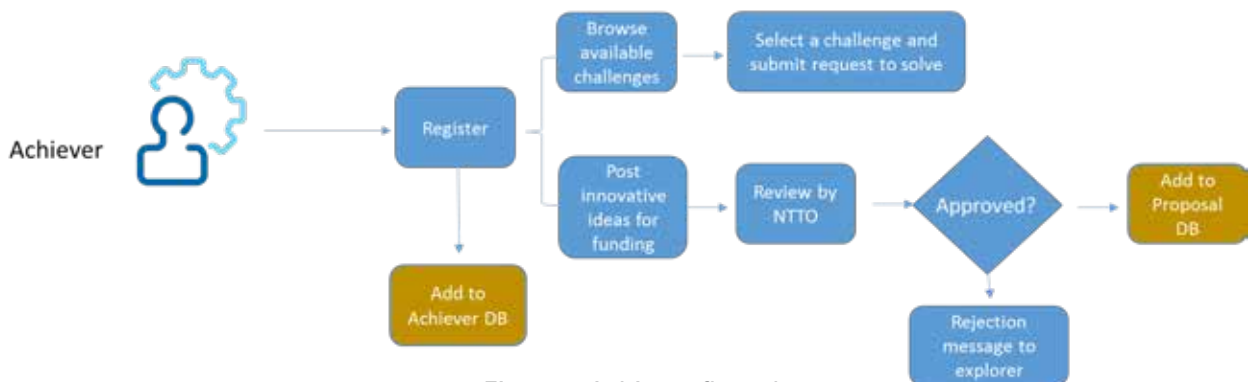 Achiever
Register
Add to
Achiever DB
Browse
available
challenges
Select a challenge and
submit request to solve
Post
innovative
ideas for
funding
Review by
NTTO
Approved?
Add to
Proposal
DB
Rejection
message to
explorer